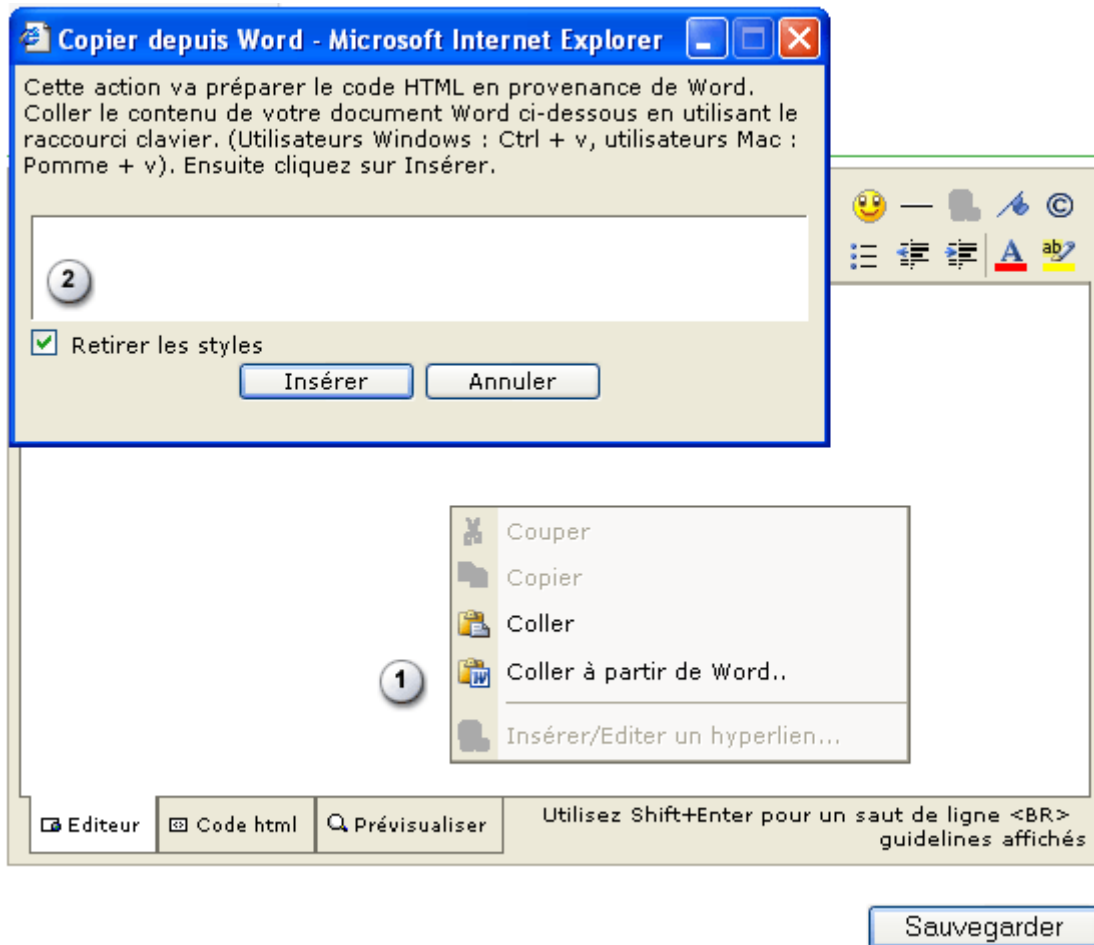 Copier depuis Word - Microsoft Internet Explorer
Cette action va préparer le code HTML en provenance de Word.
Coller le contenu de votre document Word ci-dessous en utilisant le
raccourci clavier. (Utilisateurs Windows : Ctrl + v, utilisateurs Mac :
Pomme + v). Ensuite cliquez sur Insérer.
©
A ab
2
Retirer les styles
Insérer Annuler
Couper
Copier
Coller
1 Coller à partir de Word..
Insérer/Editer un hyperlien...
Editeur Code html Prévisualiser Utilisez Shift+Enter pour un saut de ligne <BR>
guidelines affichés
Sauvegarder